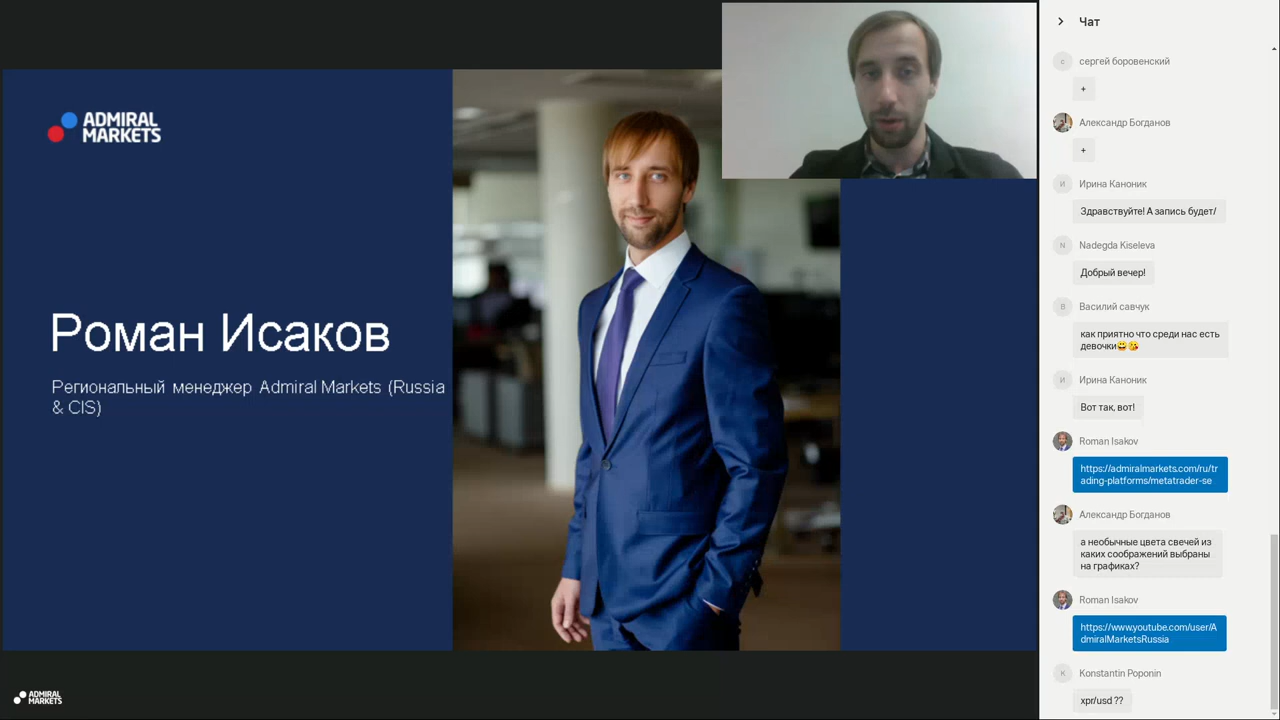 ADMIRAL
MARKETS
Роман Исаков
Региональный менеджер Admiral Markets (Russia
& CIS)
ADMIRAL
MARKETS
Чат
с
сергей боровенский
+
Александр Богданов
+
И
Ирина Каноник
Здравствуйте! А запись будет/
N
Nadegda Kiseleva
Добрый вечер!
В
Василий савчук
как приятно что среди нас есть
девочки😀😘
И
Ирина Каноник
Вот так, вот!
Roman Isakov
https://admiralmarkets.com/ru/tr
ading-platforms/metatrader-se
Александр Богданов
а необычные цвета свечей из
каких соображений выбраны
на графиках?
Roman Isakov
https://www.youtube.com/user/A
dmiralMarketsRussia
K
Konstantin Poponin
xpr/usd ??